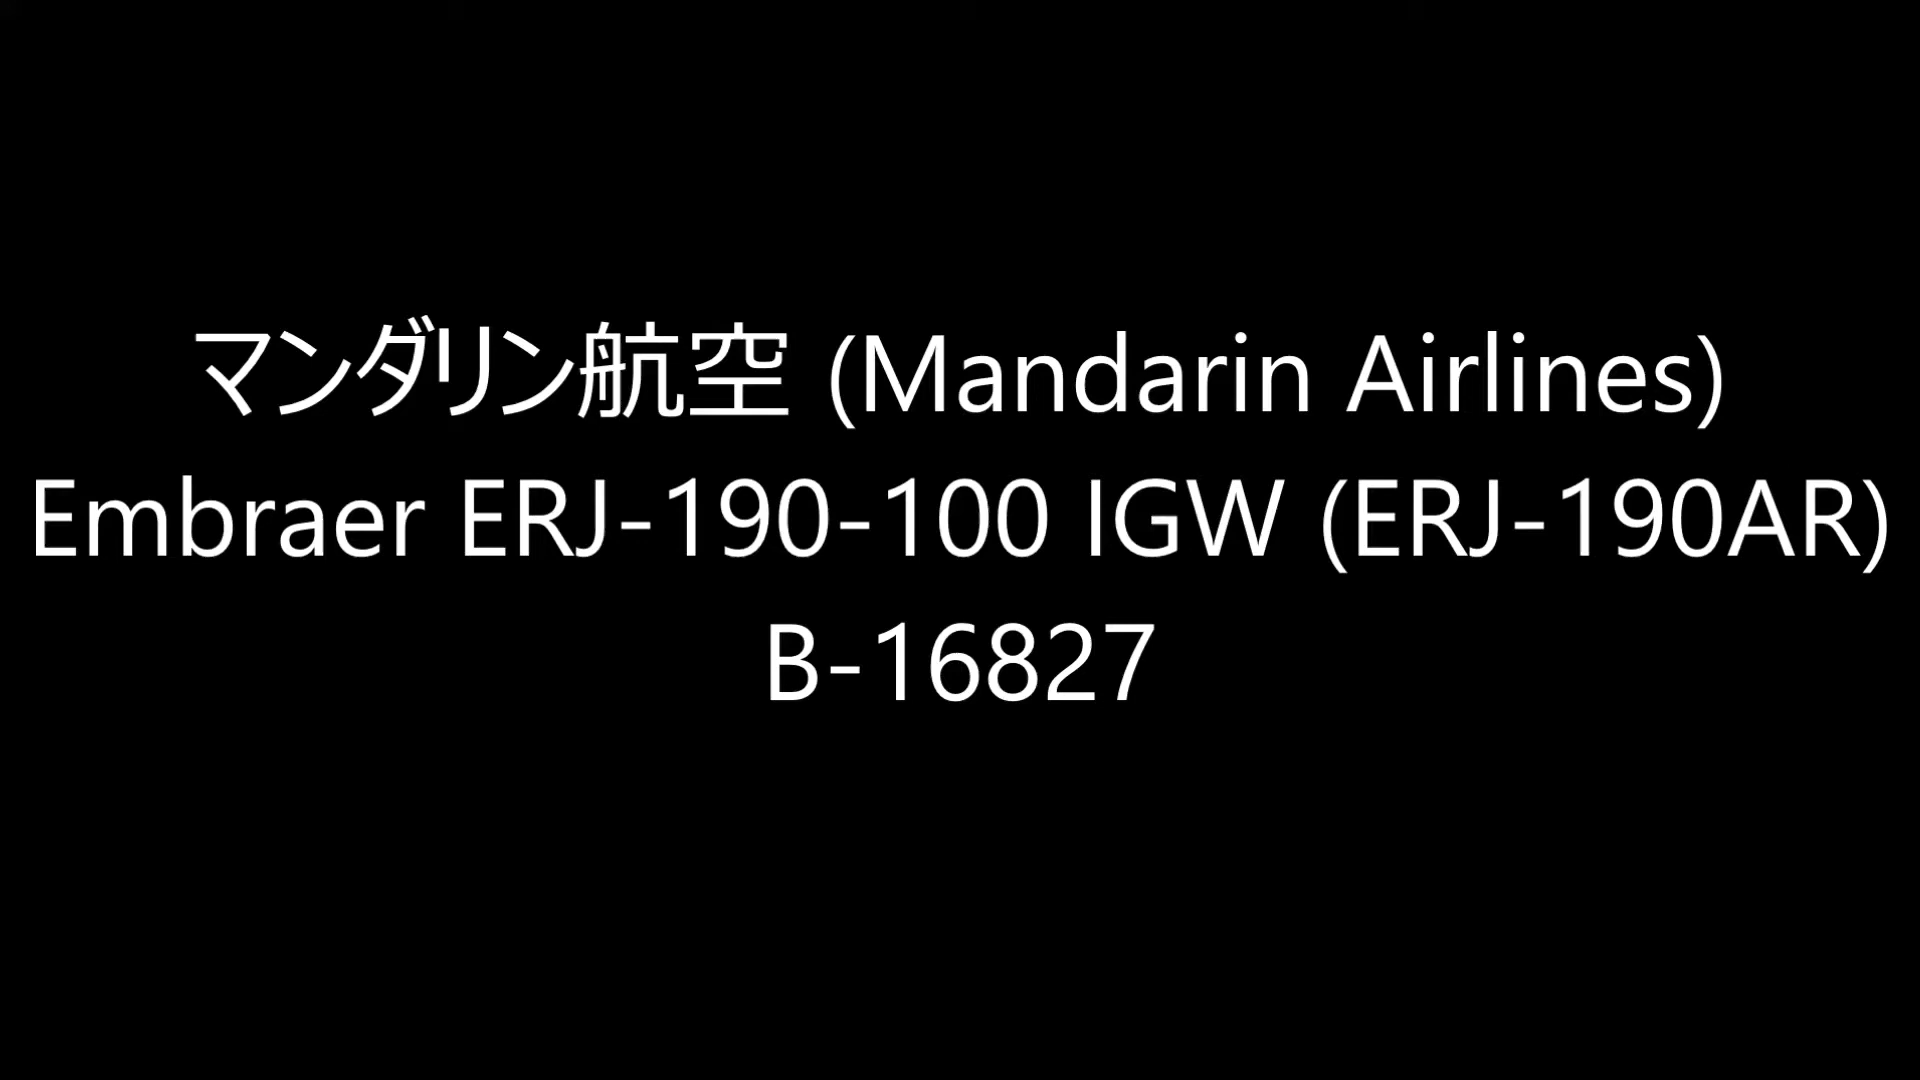 マンダリン航空 (Mandarin Airlines)
Embraer ERJ-190-100 IGW (ERJ-190AR)
B-16827